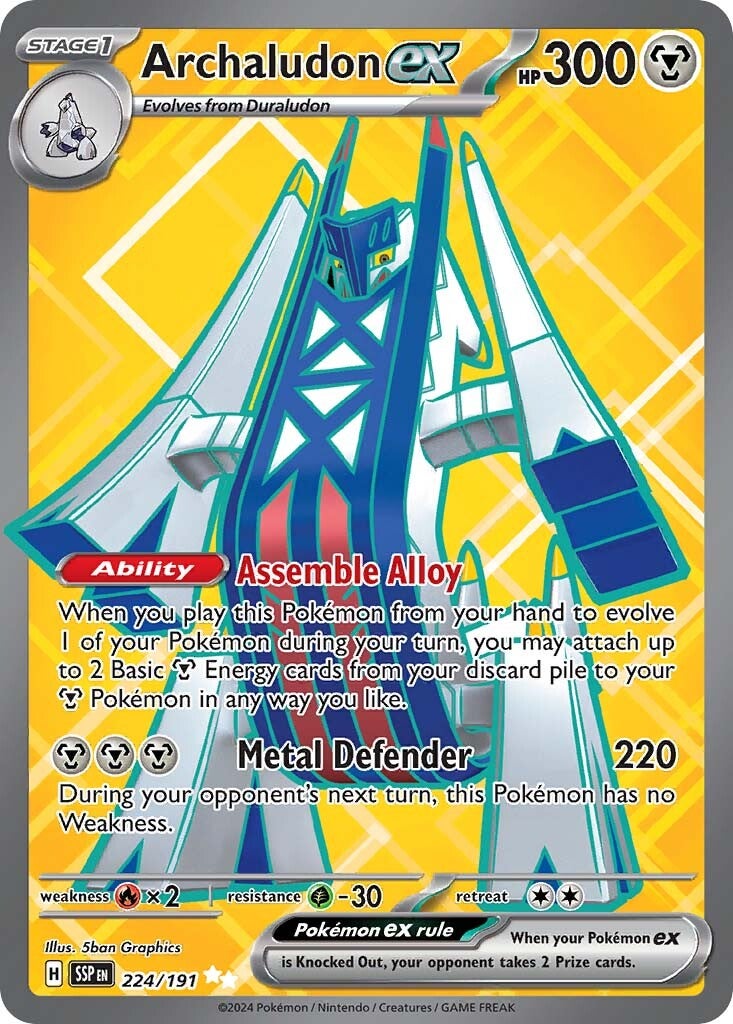 STAGE 1
Archaludon ex
HP 300
Evolves from Duraludon
Ability Assemble Alloy
When you play this Pokémon from your hand to evolve
1 of your Pokémon during your turn, you may attach up
to 2 Basic Energy cards from your discard pile to your
Pokémon in any way you like.
Metal Defender 220
During your opponent's next turn, this Pokémon has no
Weakness.
weakness ×2 resistance -30 retreat
Illus. 5ban Graphics
Pokémon ex rule When your Pokémon ex
is Knocked Out, your opponent takes 2 Prize cards.
H SSP EN 224/191
©2024 Pokémon / Nintendo / Creatures / GAME FREAK